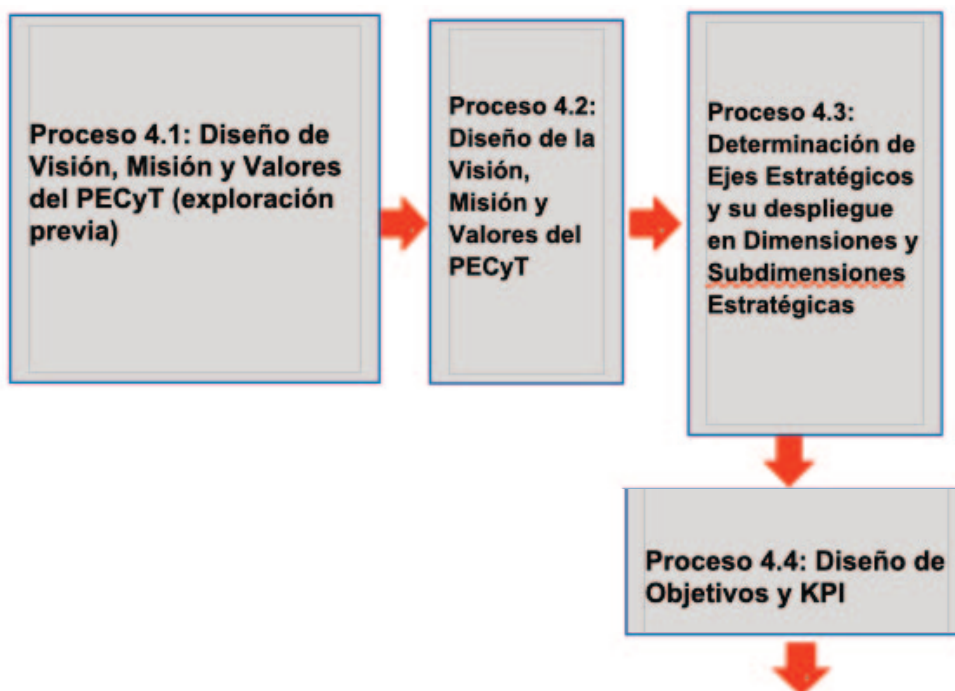 Proceso 4.1: Diseño de
Visión, Misión y Valores
del PECyT (exploración
previa)
Proceso 4.2:
Diseño de la
Visión,
Misión y
Valores del
PECyT
Proceso 4.3:
Determinación de
Ejes Estratégicos
y su despliegue
en Dimensiones y
Subdimensiones
Estratégicas
Proceso 4.4: Diseño de
Objetivos y KPI